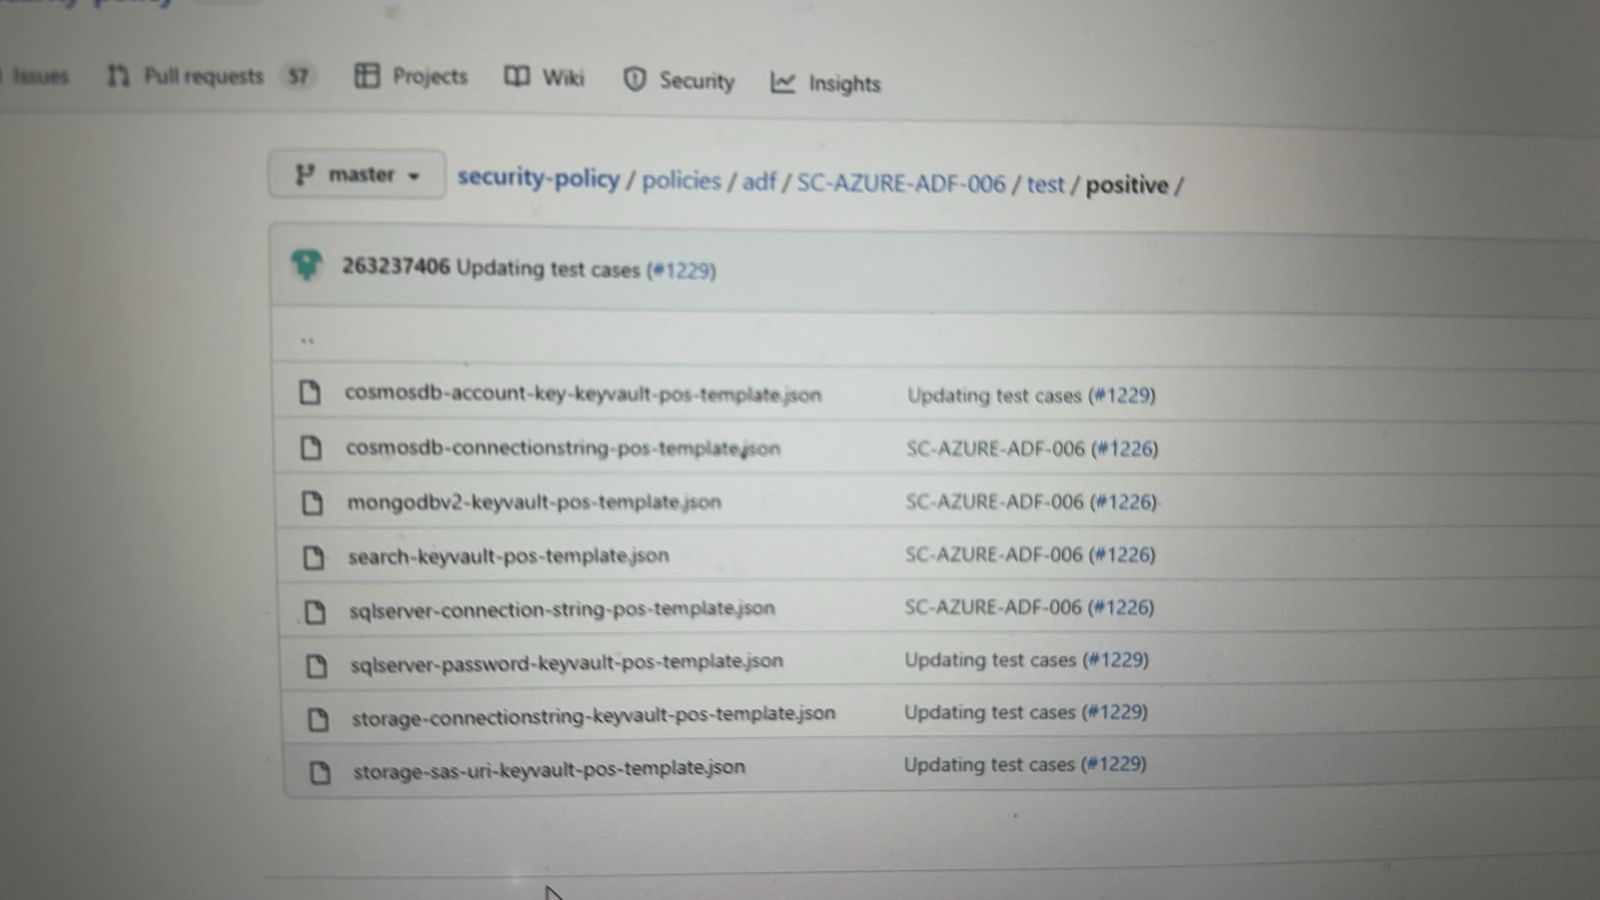 Issues Pull requests 57 Projects Wiki Security Insights
master security-policy / policies / adf / SC-AZURE-ADF-006 / test / positive /
263237406 Updating test cases (#1229)
..
cosmosdb-account-key-keyvault-pos-template.json Updating test cases (#1229)
cosmosdb-connectionstring-pos-template.json SC-AZURE-ADF-006 (#1226)
mongodbv2-keyvault-pos-template.json SC-AZURE-ADF-006 (#1226)
search-keyvault-pos-template.json SC-AZURE-ADF-006 (#1226)
sqlserver-connection-string-pos-template.json SC-AZURE-ADF-006 (#1226)
sqlserver-password-keyvault-pos-template.json Updating test cases (#1229)
storage-connectionstring-keyvault-pos-template.json Updating test cases (#1229)
storage-sas-uri-keyvault-pos-template.json Updating test cases (#1229)